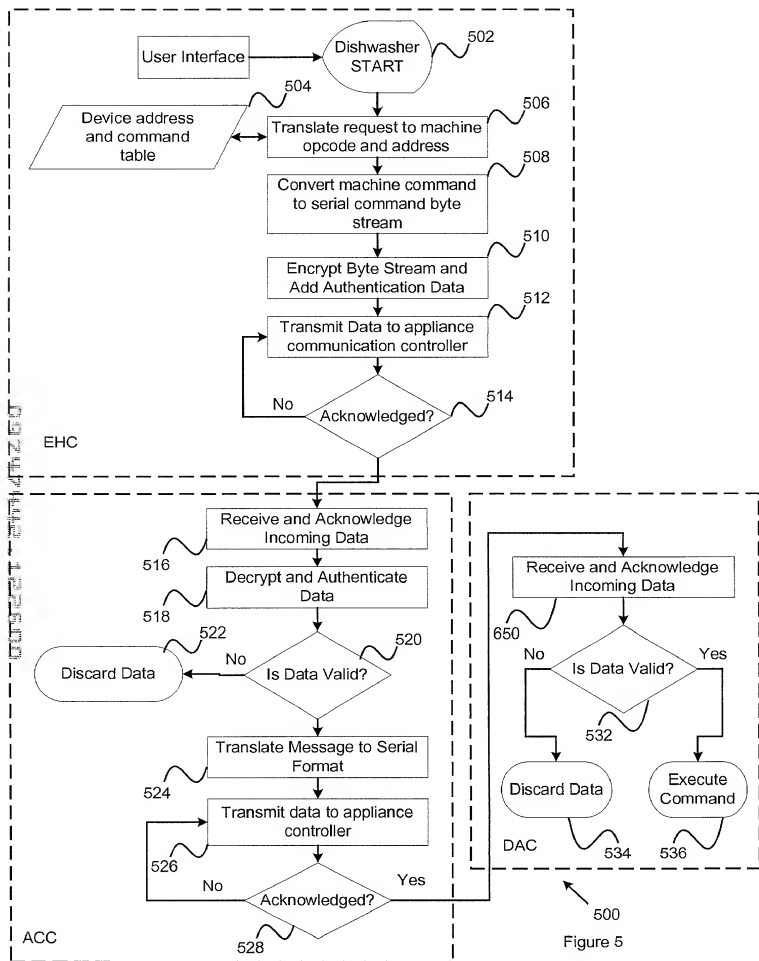 User Interface
Dishwasher
START
502
504
Device address
and command
table
506
Translate request to machine
opcode and address
508
Convert machine command
to serial command byte
stream
510
Encrypt Byte Stream and
Add Authentication Data
512
Transmit Data to appliance
communication controller
No
Acknowledged?
514
EHC
Receive and Acknowledge
Incoming Data
516
Decrypt and Authenticate
Data
518
522
Discard Data
No
Is Data Valid?
520
Translate Message to Serial
Format
524
Transmit data to appliance
controller
526
No
Acknowledged?
Yes
528
ACC
Receive and Acknowledge
Incoming Data
650
No
Is Data Valid?
Yes
532
Discard Data
Execute
Command
534
536
DAC
500
Figure 5